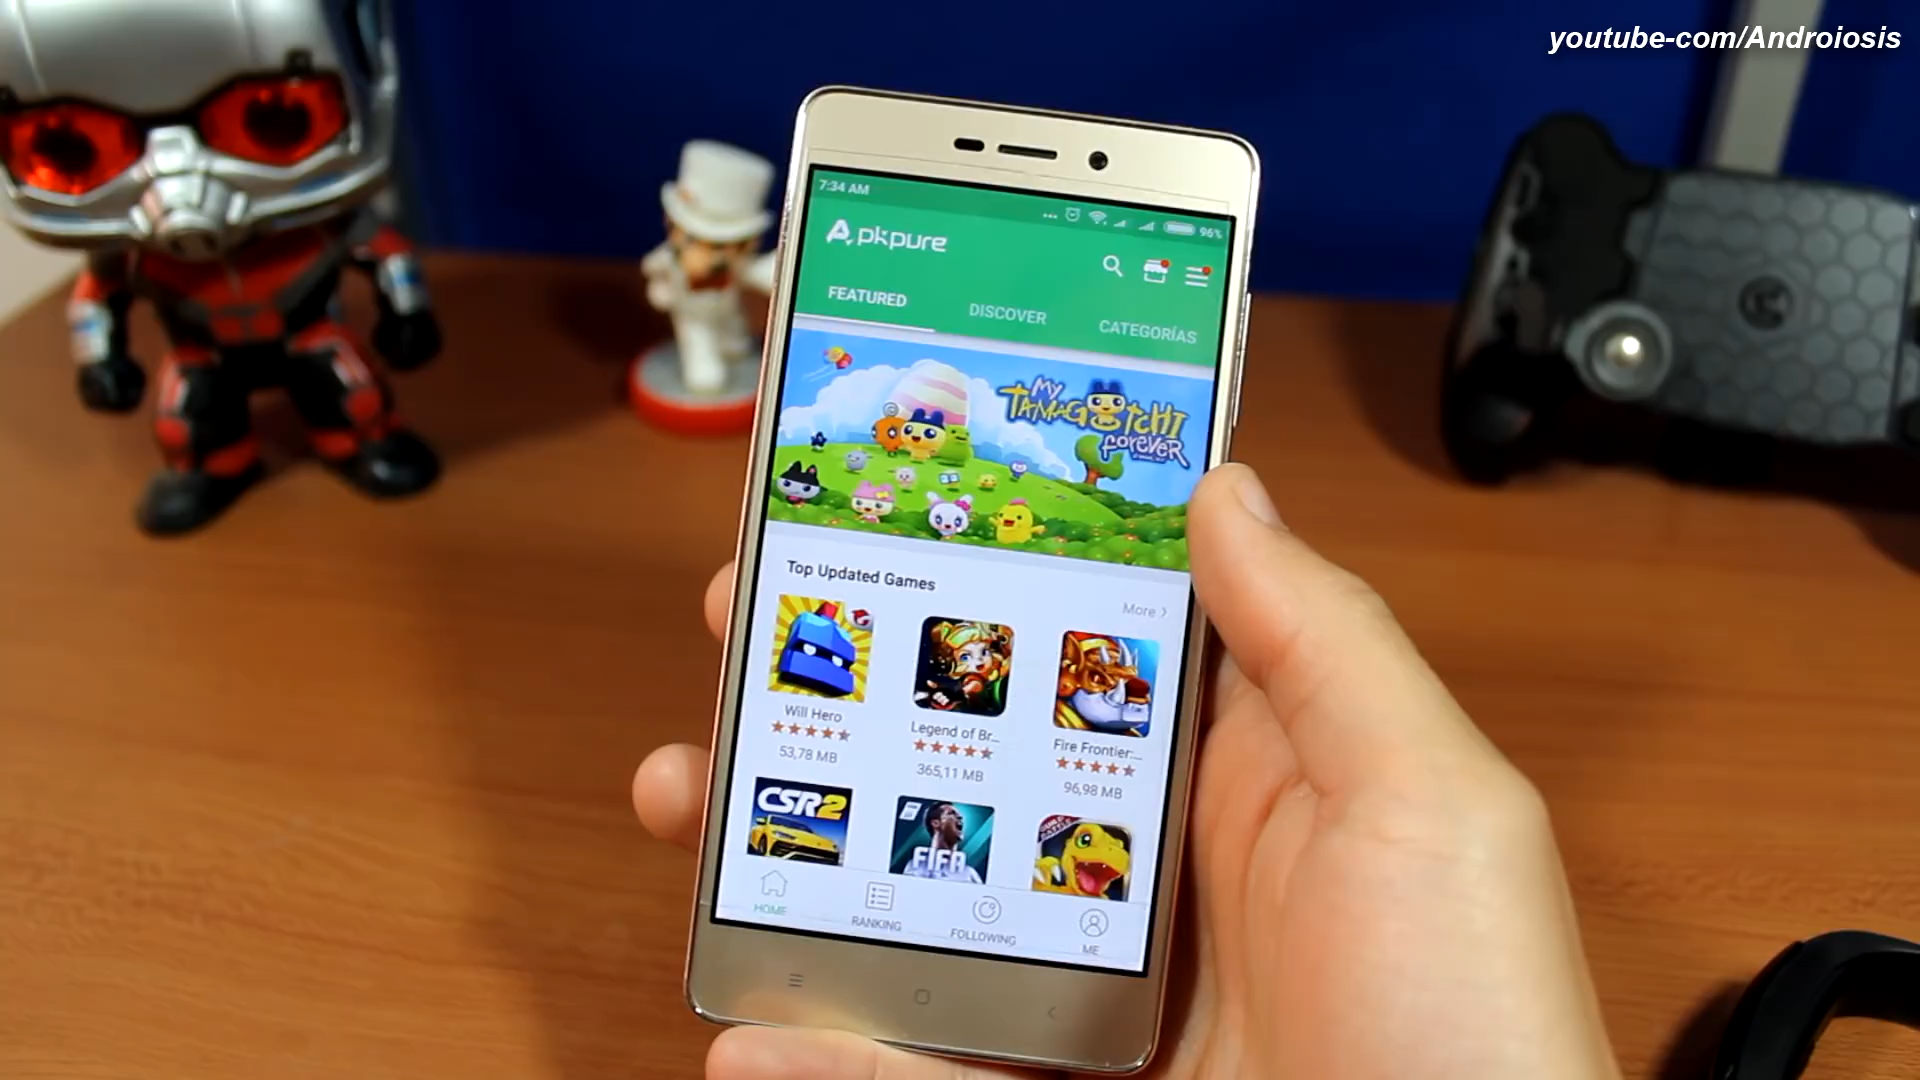 youtube-com/Androiosis
7:34 AM
96%
Apkpure
FEATURED
DISCOVER
CATEGORÍAS
My
TAMAGOTCHI
forever
Top Updated Games
More >
Will Hero
53,78 MB
Legend of Br...
365,11 MB
Fire Frontier:...
96,98 MB
CSR2
FIFA
HOME
RANKING
FOLLOWING
ME